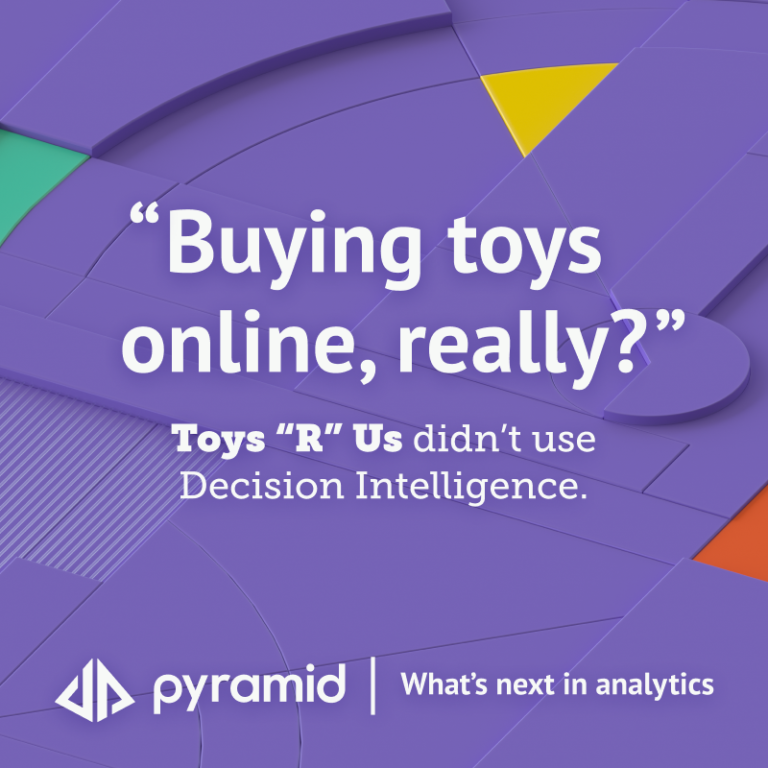 “Buying toys
online, really?”
Toys “R” Us didn’t use
Decision Intelligence.
pyramid | What’s next in analytics